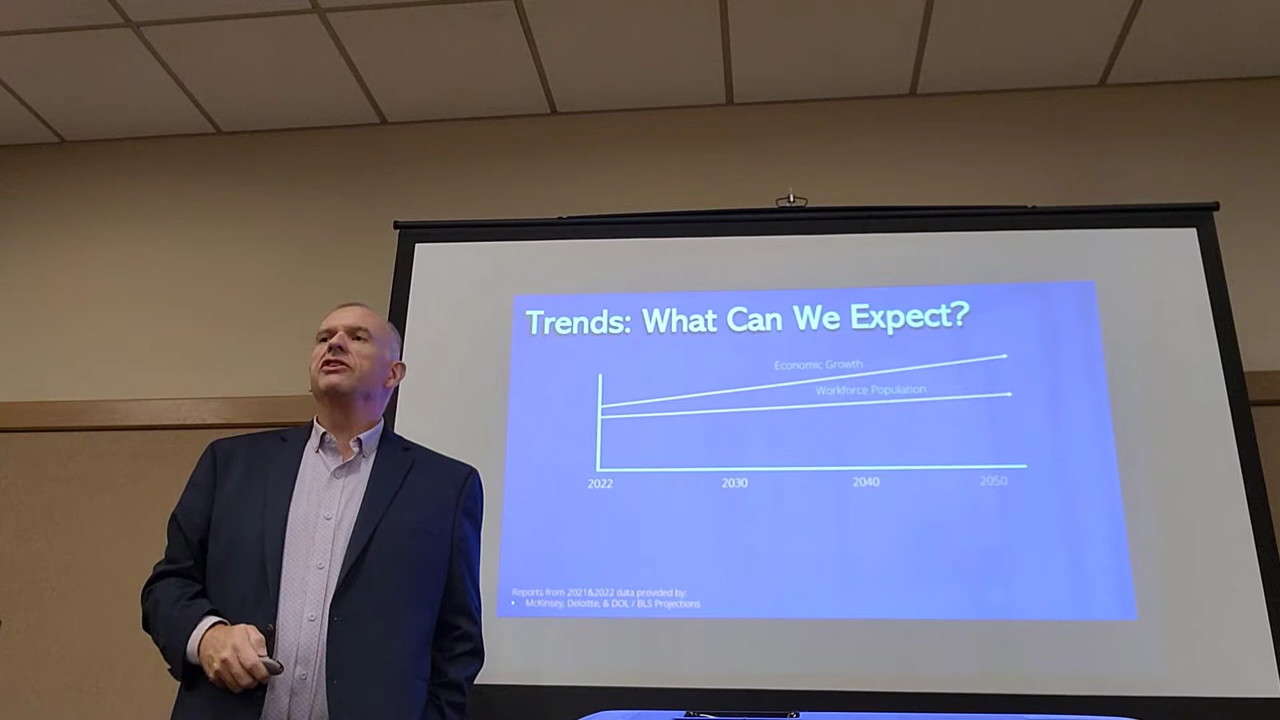 Trends: What Can We Expect?
Economic Growth
Workforce Population
2022 2030 2040 2050
Reports from 2021&2022 data provided by:
• McKinsey, Deloitte, & DOL / BLS Projections